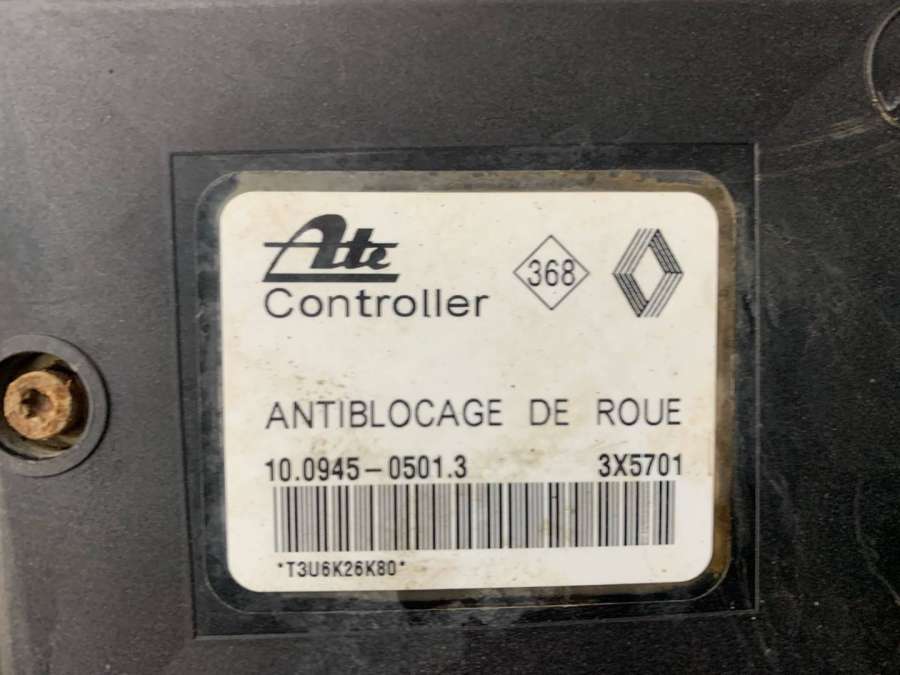 Ate
368
Controller
ANTIBLOCAGE DE ROUE
10.0945-0501.3 3X5701
*T3U6K26K80*